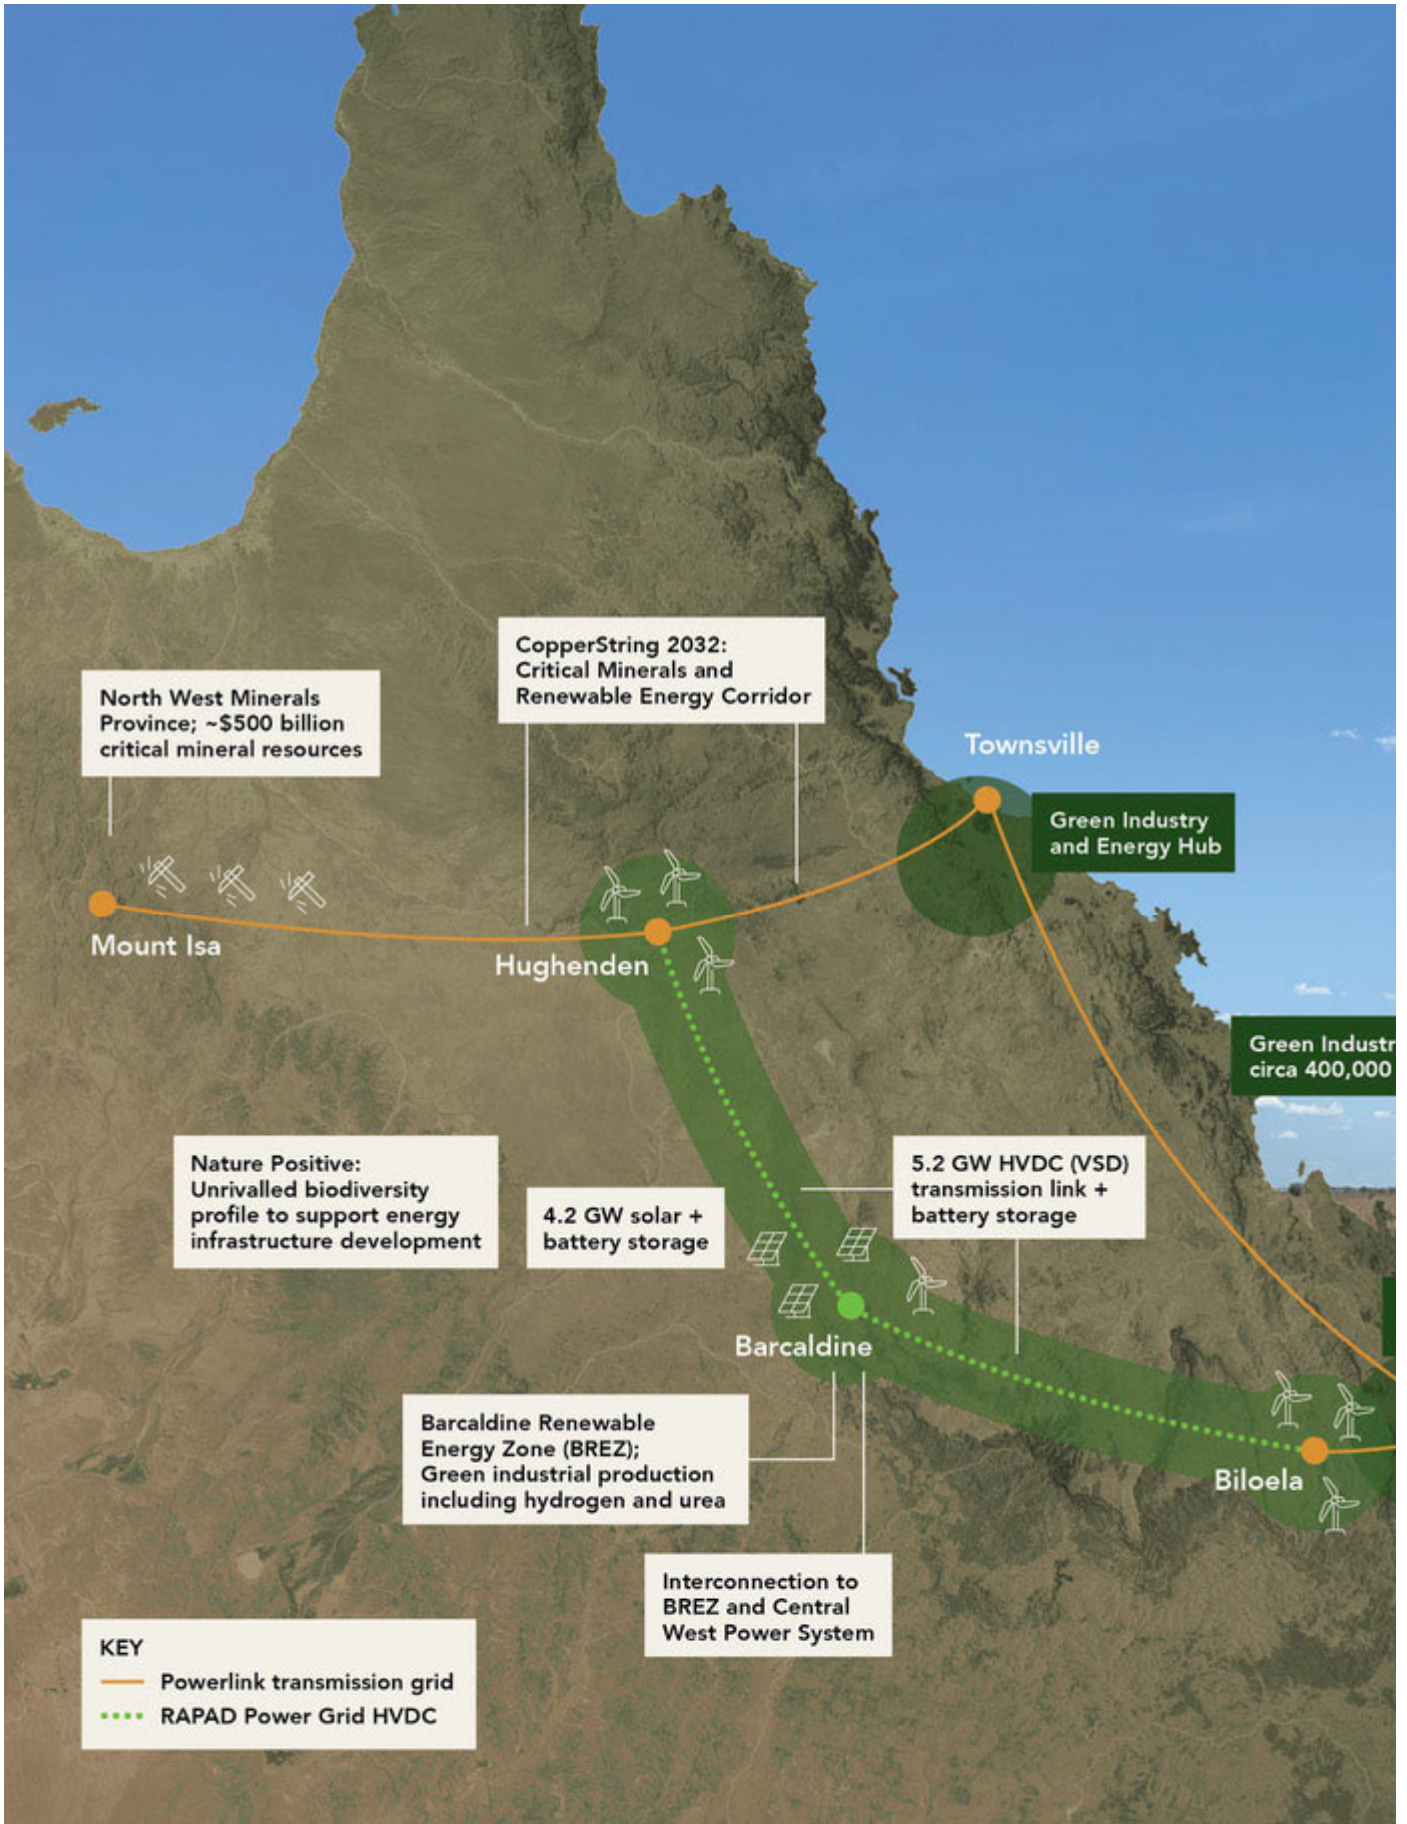 CopperString 2032:
Critical Minerals and
Renewable Energy Corridor
North West Minerals
Province; ~$500 billion
critical mineral resources
Townsville
Green Industry
and Energy Hub
Mount Isa
Hughenden
Green Industr
circa 400,000
Nature Positive:
Unrivalled biodiversity
profile to support energy
infrastructure development
4.2 GW solar +
battery storage
5.2 GW HVDC (VSD)
transmission link +
battery storage
Barcaldine
Barcaldine Renewable
Energy Zone (BREZ);
Green industrial production
including hydrogen and urea
Biloela
Interconnection to
BREZ and Central
West Power System
KEY
Powerlink transmission grid
RAPAD Power Grid HVDC